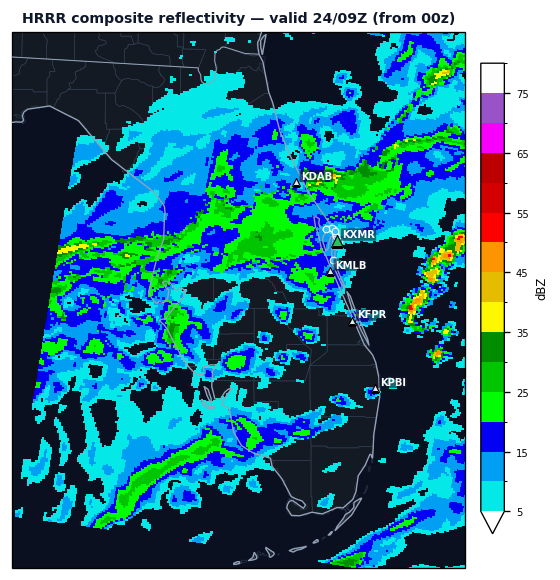 HRRR composite reflectivity — valid 24/09Z (from 00z)
KDAB
KXMR
KMLB
KFPR
KPBI
75
65
55
45
35
25
15
5
dBZ